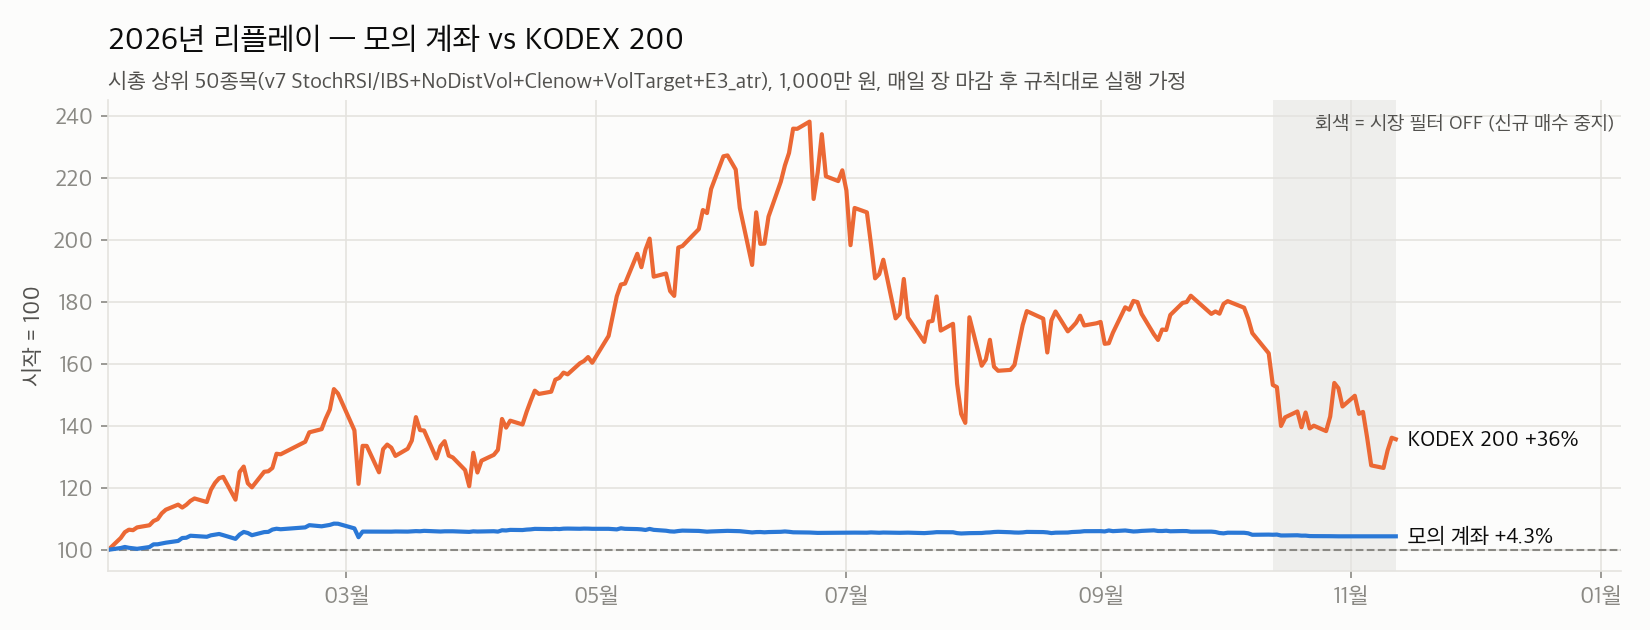 2026년 리플레이 — 모의 계좌 vs KODEX 200
시총 상위 50종목(v7 StochRSI/IBS+NoDistVol+Clenow+VolTarget+E3_atr), 1,000만 원, 매일 장 마감 후 규칙대로 실행 가정
회색 = 시장 필터 OFF (신규 매수 중지)
시작 = 100
240
220
200
180
160
140
120
100
KODEX 200 +36%
모의 계좌 +4.3%
03월
05월
07월
09월
11월
01월